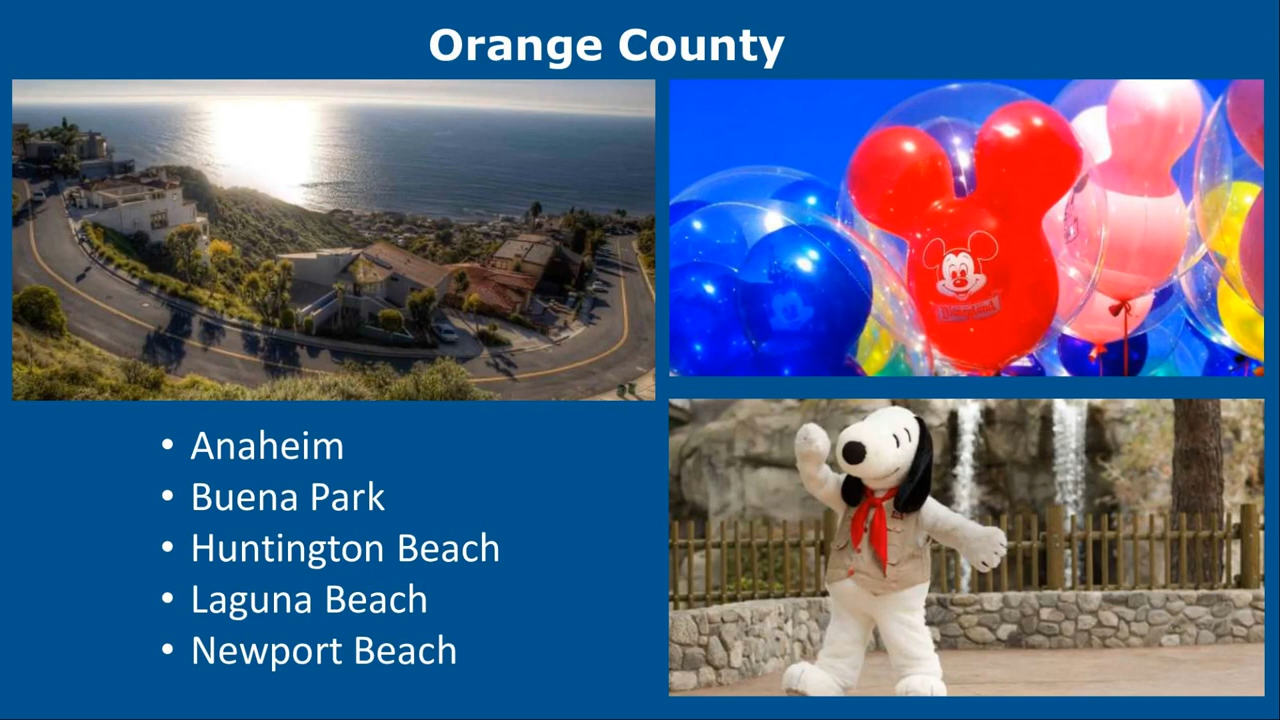 Orange County
Disneyland
• Anaheim
• Buena Park
• Huntington Beach
• Laguna Beach
• Newport Beach